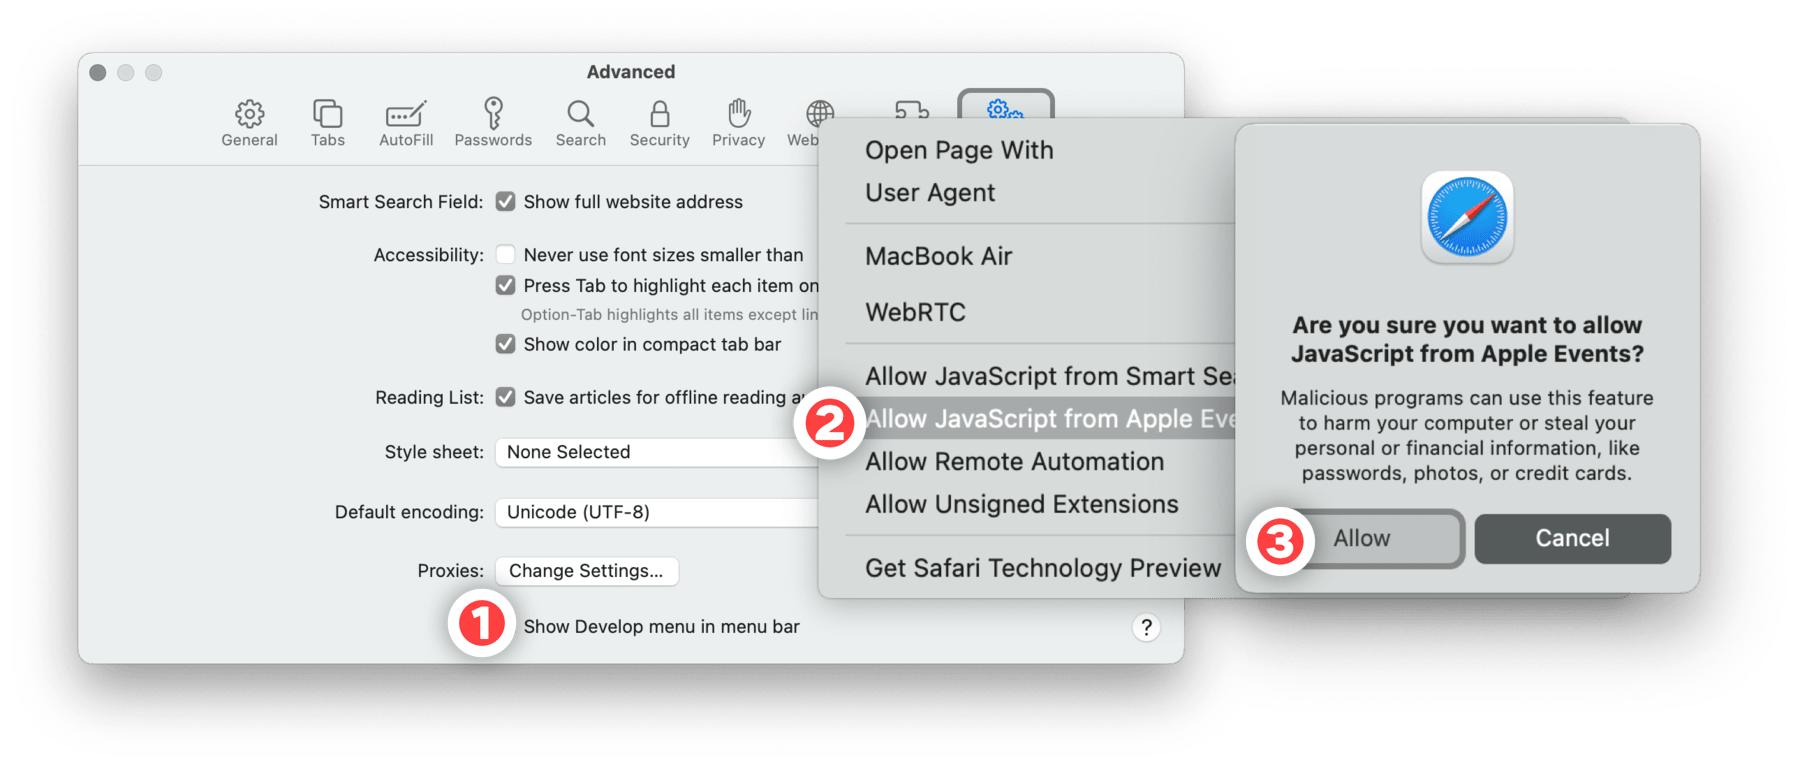 Advanced
General
Tabs
AutoFill
Passwords
Search
Security
Privacy
Web
Smart Search Field: Show full website address
Accessibility: Never use font sizes smaller than
Press Tab to highlight each item on
Option-Tab highlights all items except lin
Show color in compact tab bar
Reading List: Save articles for offline reading au
Style sheet: None Selected
Default encoding: Unicode (UTF-8)
Proxies: Change Settings...
1 Show Develop menu in menu bar
?
Open Page With
User Agent
MacBook Air
WebRTC
Allow JavaScript from Smart Sea
2 Allow JavaScript from Apple Eve
Allow Remote Automation
Allow Unsigned Extensions
Get Safari Technology Preview
Are you sure you want to allow
JavaScript from Apple Events?
Malicious programs can use this feature
to harm your computer or steal your
personal or financial information, like
passwords, photos, or credit cards.
3 Allow
Cancel